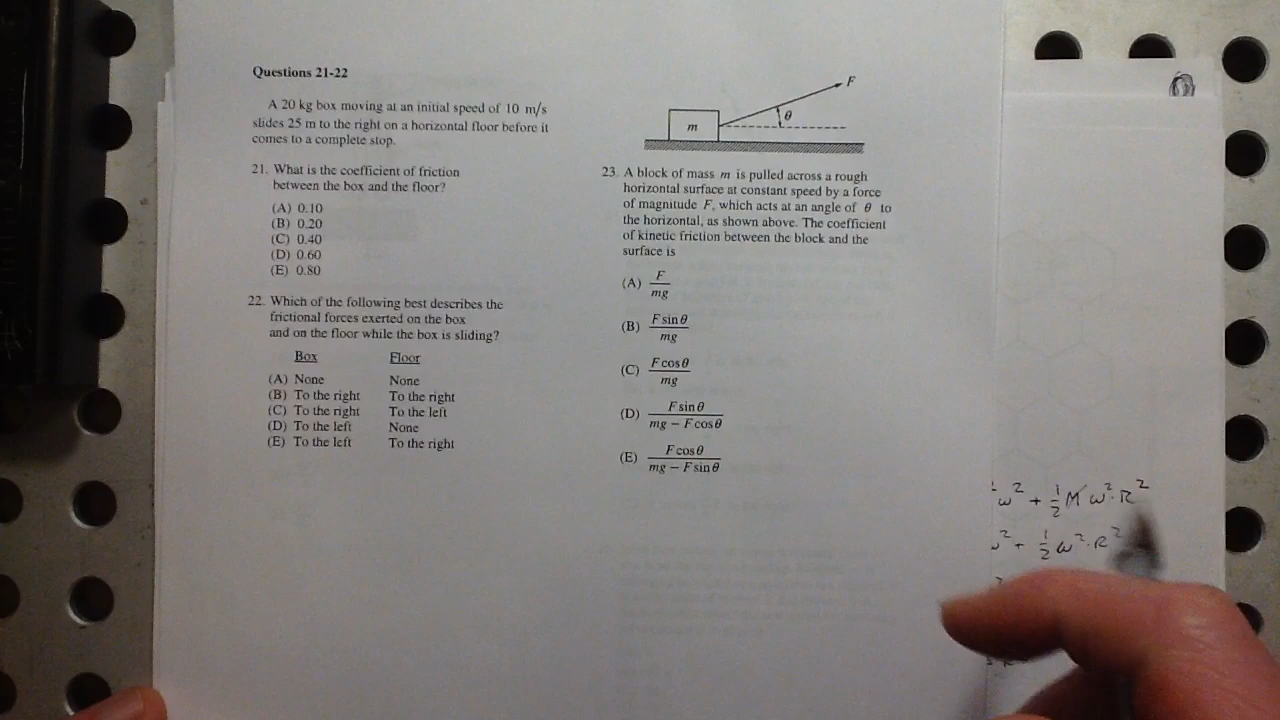 Questions 21-22
A 20 kg box moving at an initial speed of 10 m/s
slides 25 m to the right on a horizontal floor before it
comes to a complete stop.
21. What is the coefficient of friction
between the box and the floor?
(A) 0.10
(B) 0.20
(C) 0.40
(D) 0.60
(E) 0.80
22. Which of the following best describes the
frictional forces exerted on the box
and on the floor while the box is sliding?
Box Floor
(A) None None
(B) To the right To the right
(C) To the right To the left
(D) To the left None
(E) To the left To the right
F
θ
m
23. A block of mass m is pulled across a rough
horizontal surface at constant speed by a force
of magnitude F, which acts at an angle of θ to
the horizontal, as shown above. The coefficient
of kinetic friction between the block and the
surface is
(A) F
mg
(B) F sin θ
mg
(C) F cos θ
mg
(D) F sin θ
mg − F cos θ
(E) F cos θ
mg − F sin θ
ω² + ½ M ω²·R²
+ ½ ω²·R²